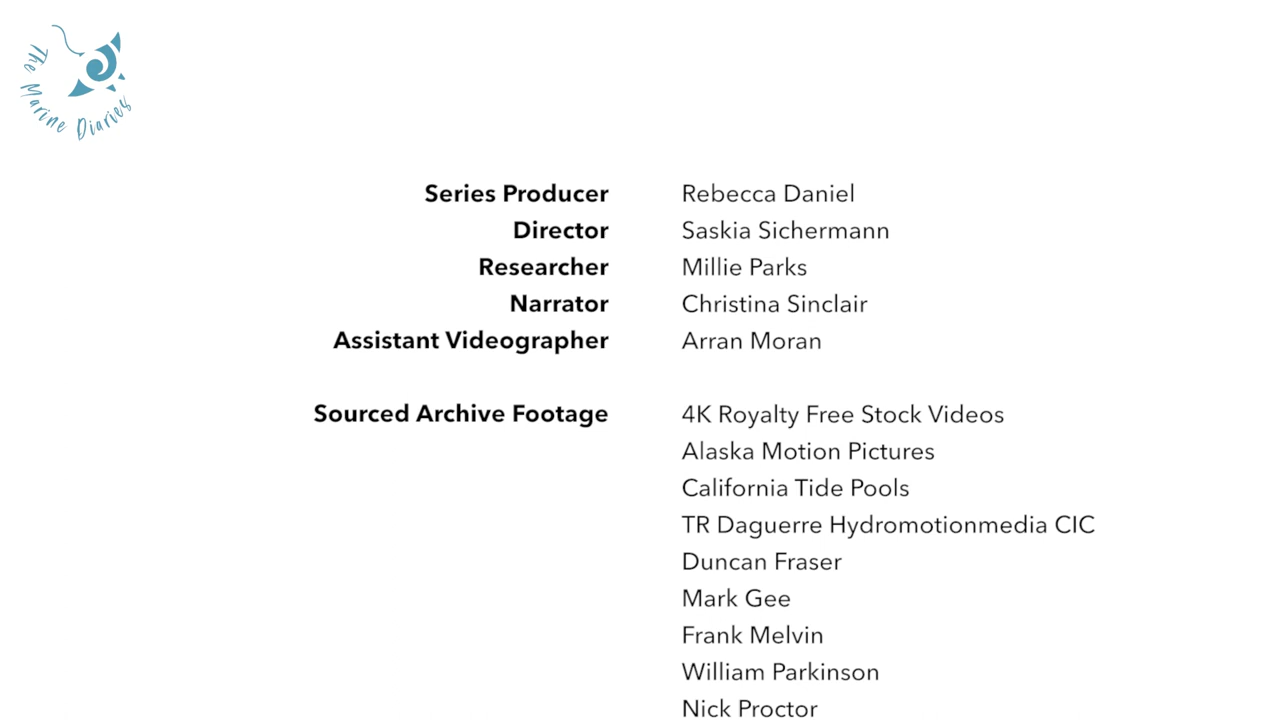 The Marine Diaries
Series Producer Rebecca Daniel
Director Saskia Sichermann
Researcher Millie Parks
Narrator Christina Sinclair
Assistant Videographer Arran Moran
Sourced Archive Footage 4K Royalty Free Stock Videos
Alaska Motion Pictures
California Tide Pools
TR Daguerre Hydromotionmedia CIC
Duncan Fraser
Mark Gee
Frank Melvin
William Parkinson
Nick Proctor